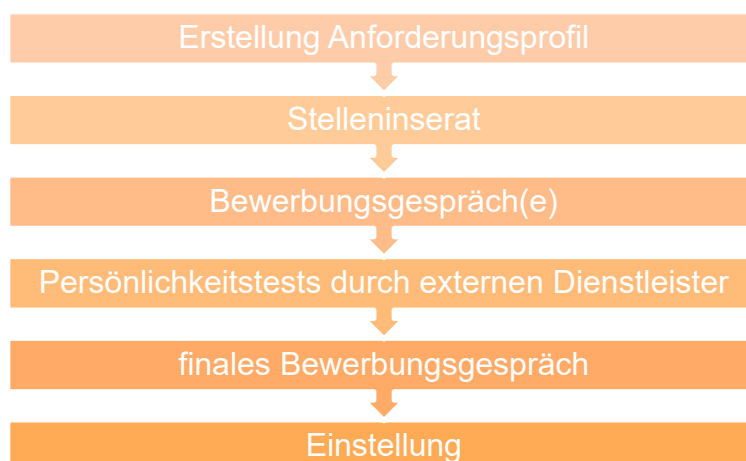 Erstellung Anforderungsprofil
Stelleninserat
Bewerbungsgespräch(e)
Persönlichkeitstests durch externen Dienstleister
finales Bewerbungsgespräch
Einstellung